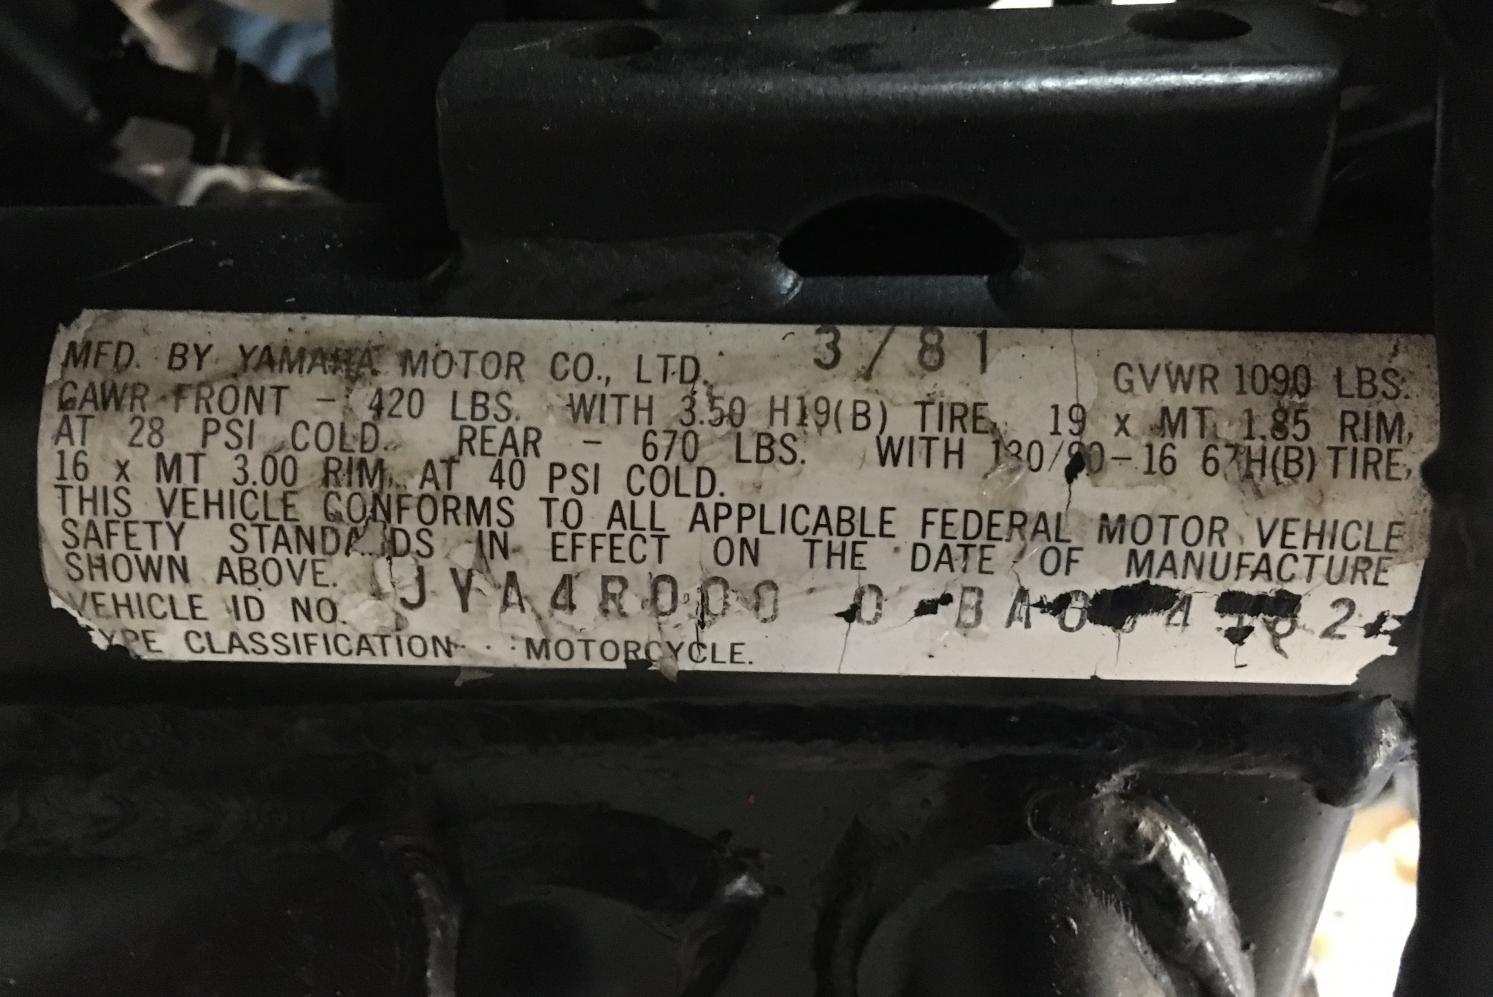 3/81
MFD. BY YAMAHA MOTOR CO., LTD. GVWR 1090 LBS.
GAWR FRONT - 420 LBS. WITH 3.50 H19(B) TIRE, 19 x MT 1.85 RIM,
AT 28 PSI COLD. REAR - 670 LBS. WITH 130/90-16 67H(B) TIRE,
16 x MT 3.00 RIM, AT 40 PSI COLD.
THIS VEHICLE CONFORMS TO ALL APPLICABLE FEDERAL MOTOR VEHICLE
SAFETY STANDARDS IN EFFECT ON THE DATE OF MANUFACTURE
SHOWN ABOVE.
VEHICLE ID NO. JYA4R000
TYPE CLASSIFICATION MOTORCYCLE.